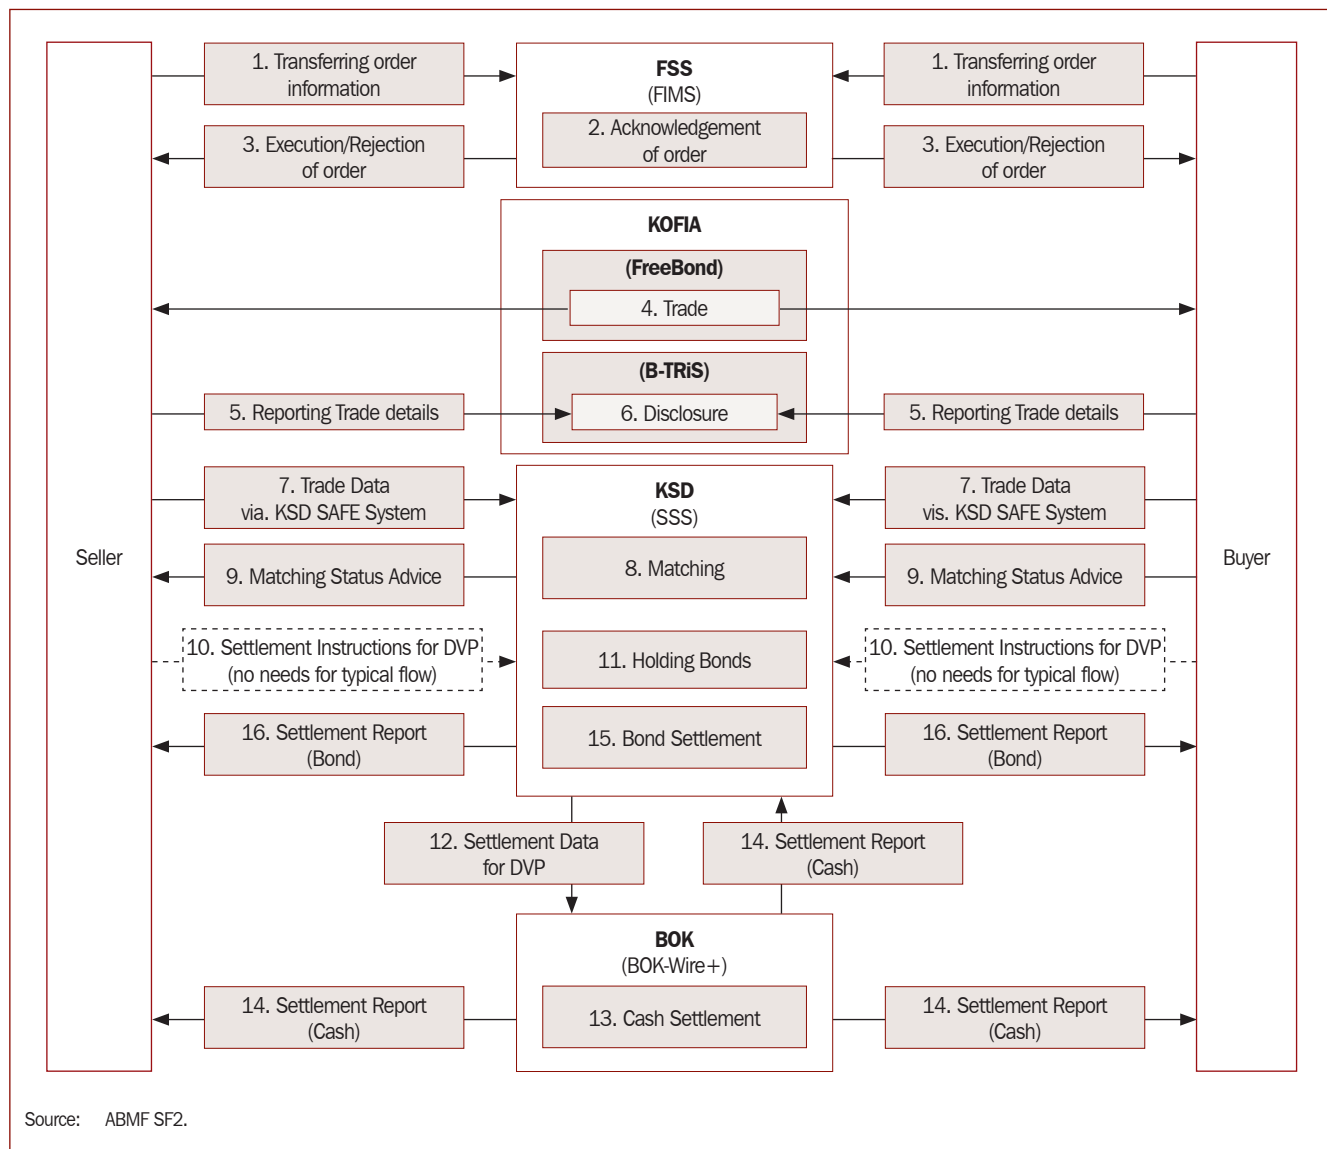 1. Transferring order
information
FSS
(FIMS)
1. Transferring order
information
2. Acknowledgement
of order
3. Execution/Rejection
of order
3. Execution/Rejection
of order
KOFIA
(FreeBond)
4. Trade
(B-TRiS)
5. Reporting Trade details
6. Disclosure
5. Reporting Trade details
7. Trade Data
via. KSD SAFE System
KSD
(SSS)
7. Trade Data
vis. KSD SAFE System
Seller
9. Matching Status Advice
8. Matching
9. Matching Status Advice
Buyer
10. Settlement Instructions for DVP
(no needs for typical flow)
11. Holding Bonds
10. Settlement Instructions for DVP
(no needs for typical flow)
16. Settlement Report
(Bond)
15. Bond Settlement
16. Settlement Report
(Bond)
12. Settlement Data
for DVP
14. Settlement Report
(Cash)
BOK
(BOK-Wire+)
14. Settlement Report
(Cash)
13. Cash Settlement
14. Settlement Report
(Cash)
Source: ABMF SF2.